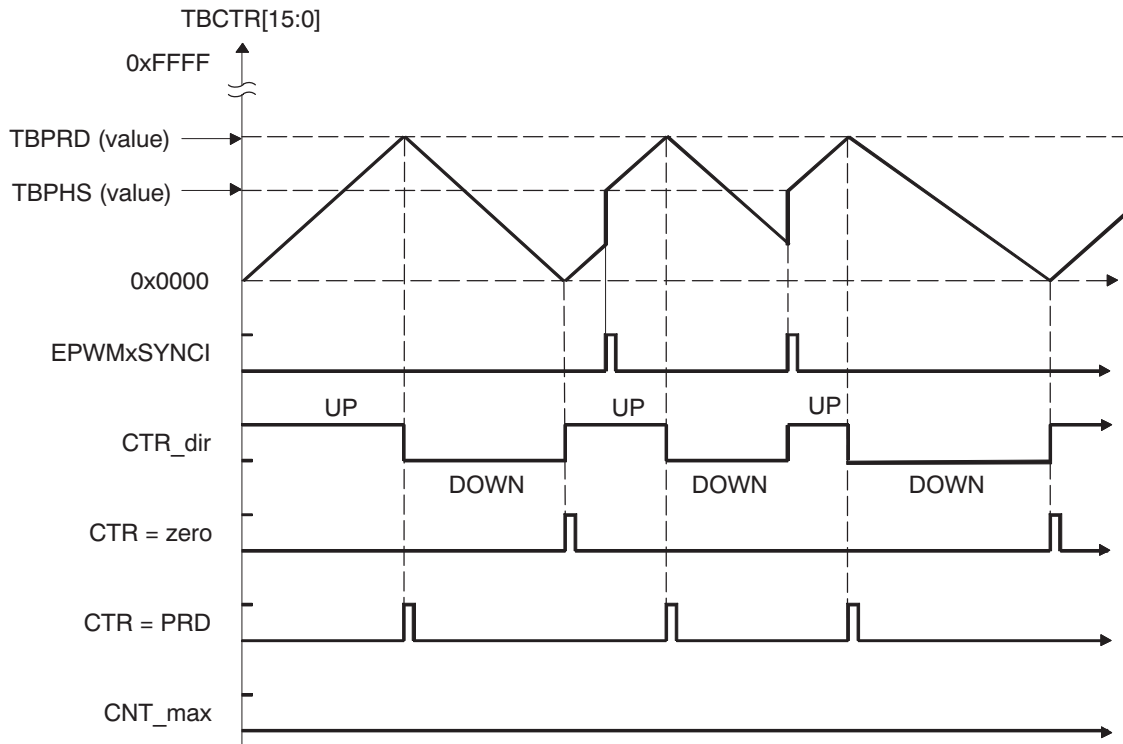 TBCTR[15:0]
0xFFFF
TBPRD (value)
TBPHS (value)
0x0000
EPWMxSYNCI
UP UP UP
CTR_dir
DOWN DOWN DOWN
CTR = zero
CTR = PRD
CNT_max